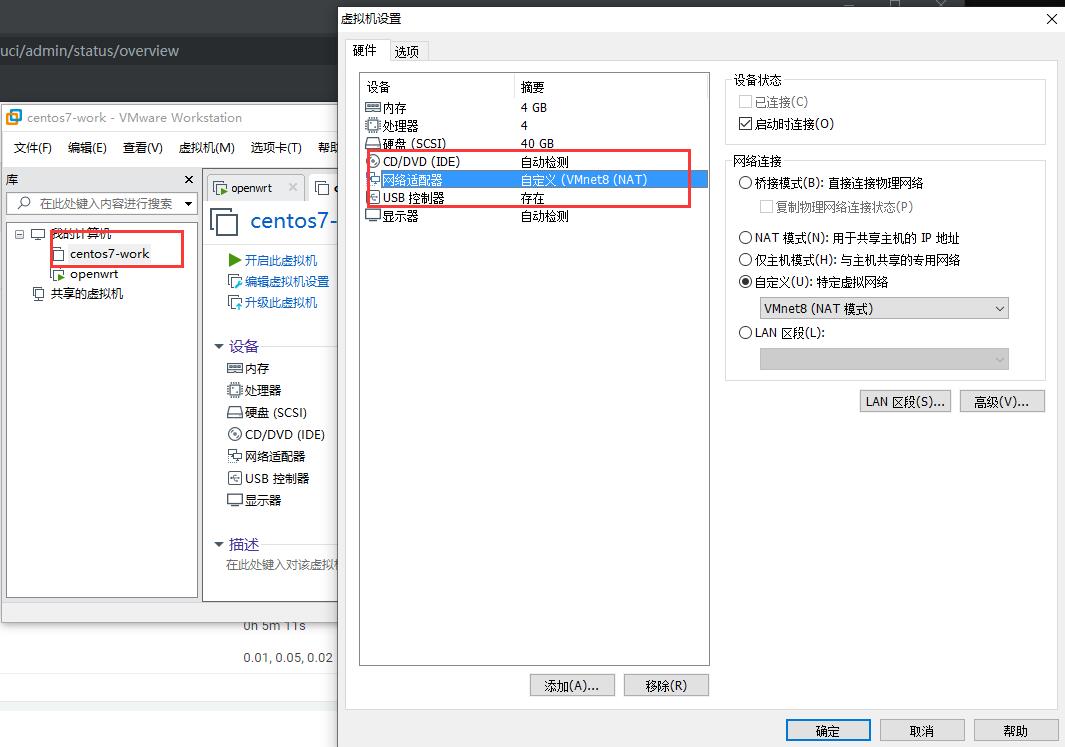 uci/admin/status/overview
centos7-work - VMware Workstation
文件(F) 编辑(E) 查看(V) 虚拟机(M) 选项卡(T) 帮助
库
在此处键入内容进行搜索
我的计算机
centos7-work
openwrt
共享的虚拟机
openwrt
centos7-
开启此虚拟机
编辑虚拟机设置
升级此虚拟机
设备
内存
处理器
硬盘 (SCSI)
CD/DVD (IDE)
网络适配器
USB 控制器
显示器
描述
在此处键入对该虚拟
0h 5m 11s
0.01, 0.05, 0.02
虚拟机设置
硬件 选项
设备 摘要
内存 4 GB
处理器 4
硬盘 (SCSI) 40 GB
CD/DVD (IDE) 自动检测
网络适配器 自定义 (VMnet8 (NAT)
USB 控制器 存在
显示器 自动检测
添加(A)... 移除(R)
设备状态
已连接(C)
启动时连接(O)
网络连接
桥接模式(B): 直接连接物理网络
复制物理网络连接状态(P)
NAT 模式(N): 用于共享主机的 IP 地址
仅主机模式(H): 与主机共享的专用网络
自定义(U): 特定虚拟网络
VMnet8 (NAT 模式)
LAN 区段(L):
LAN 区段(S)... 高级(V)...
确定 取消 帮助